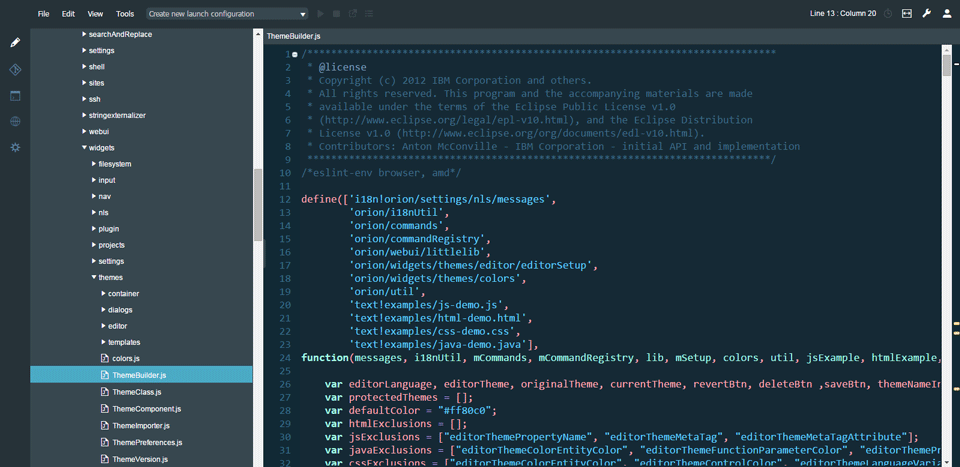 File Edit View Tools Create new launch configuration Line 13 : Column 20
searchAndReplace
settings
shell
sites
ssh
stringexternalizer
webui
widgets
filesystem
input
nav
nls
plugin
projects
settings
themes
container
dialogs
editor
templates
colors.js
ThemeBuilder.js
ThemeClass.js
ThemeComponent.js
ThemeImporter.js
ThemePreferences.js
ThemeVersion.js
ThemeBuilder.js
1 /*******************************************************************************
2 * @license
3 * Copyright (c) 2012 IBM Corporation and others.
4 * All rights reserved. This program and the accompanying materials are made
5 * available under the terms of the Eclipse Public License v1.0
6 * (http://www.eclipse.org/legal/epl-v10.html), and the Eclipse Distribution
7 * License v1.0 (http://www.eclipse.org/org/documents/edl-v10.html).
8 * Contributors: Anton McConville - IBM Corporation - initial API and implementation
9 ******************************************************************************/
10 /*eslint-env browser, amd*/
11
12 define(['i18n!orion/settings/nls/messages',
13 'orion/i18nUtil',
14 'orion/commands',
15 'orion/commandRegistry',
16 'orion/webui/littlelib',
17 'orion/widgets/themes/editor/editorSetup',
18 'orion/widgets/themes/colors',
19 'orion/util',
20 'text!examples/js-demo.js',
21 'text!examples/html-demo.html',
22 'text!examples/css-demo.css',
23 'text!examples/java-demo.java'],
24 function(messages, i18nUtil, mCommands, mCommandRegistry, lib, mSetup, colors, util, jsExample, htmlExample,
25
26 var editorLanguage, editorTheme, originalTheme, currentTheme, revertBtn, deleteBtn ,saveBtn, themeNameIn
27 var protectedThemes = [];
28 var defaultColor = "#ff80c0";
29 var htmlExclusions = [];
30 var jsExclusions = ["editorThemePropertyName", "editorThemeMetaTag", "editorThemeMetaTagAttribute"];
31 var javaExclusions = ["editorThemeColorEntityColor", "editorThemeFunctionParameterColor", "editorThemePr
32 var cssExclusions = ["editorThemeColorEntityColor", "editorThemeControlColor", "editorThemeLanguageVaria